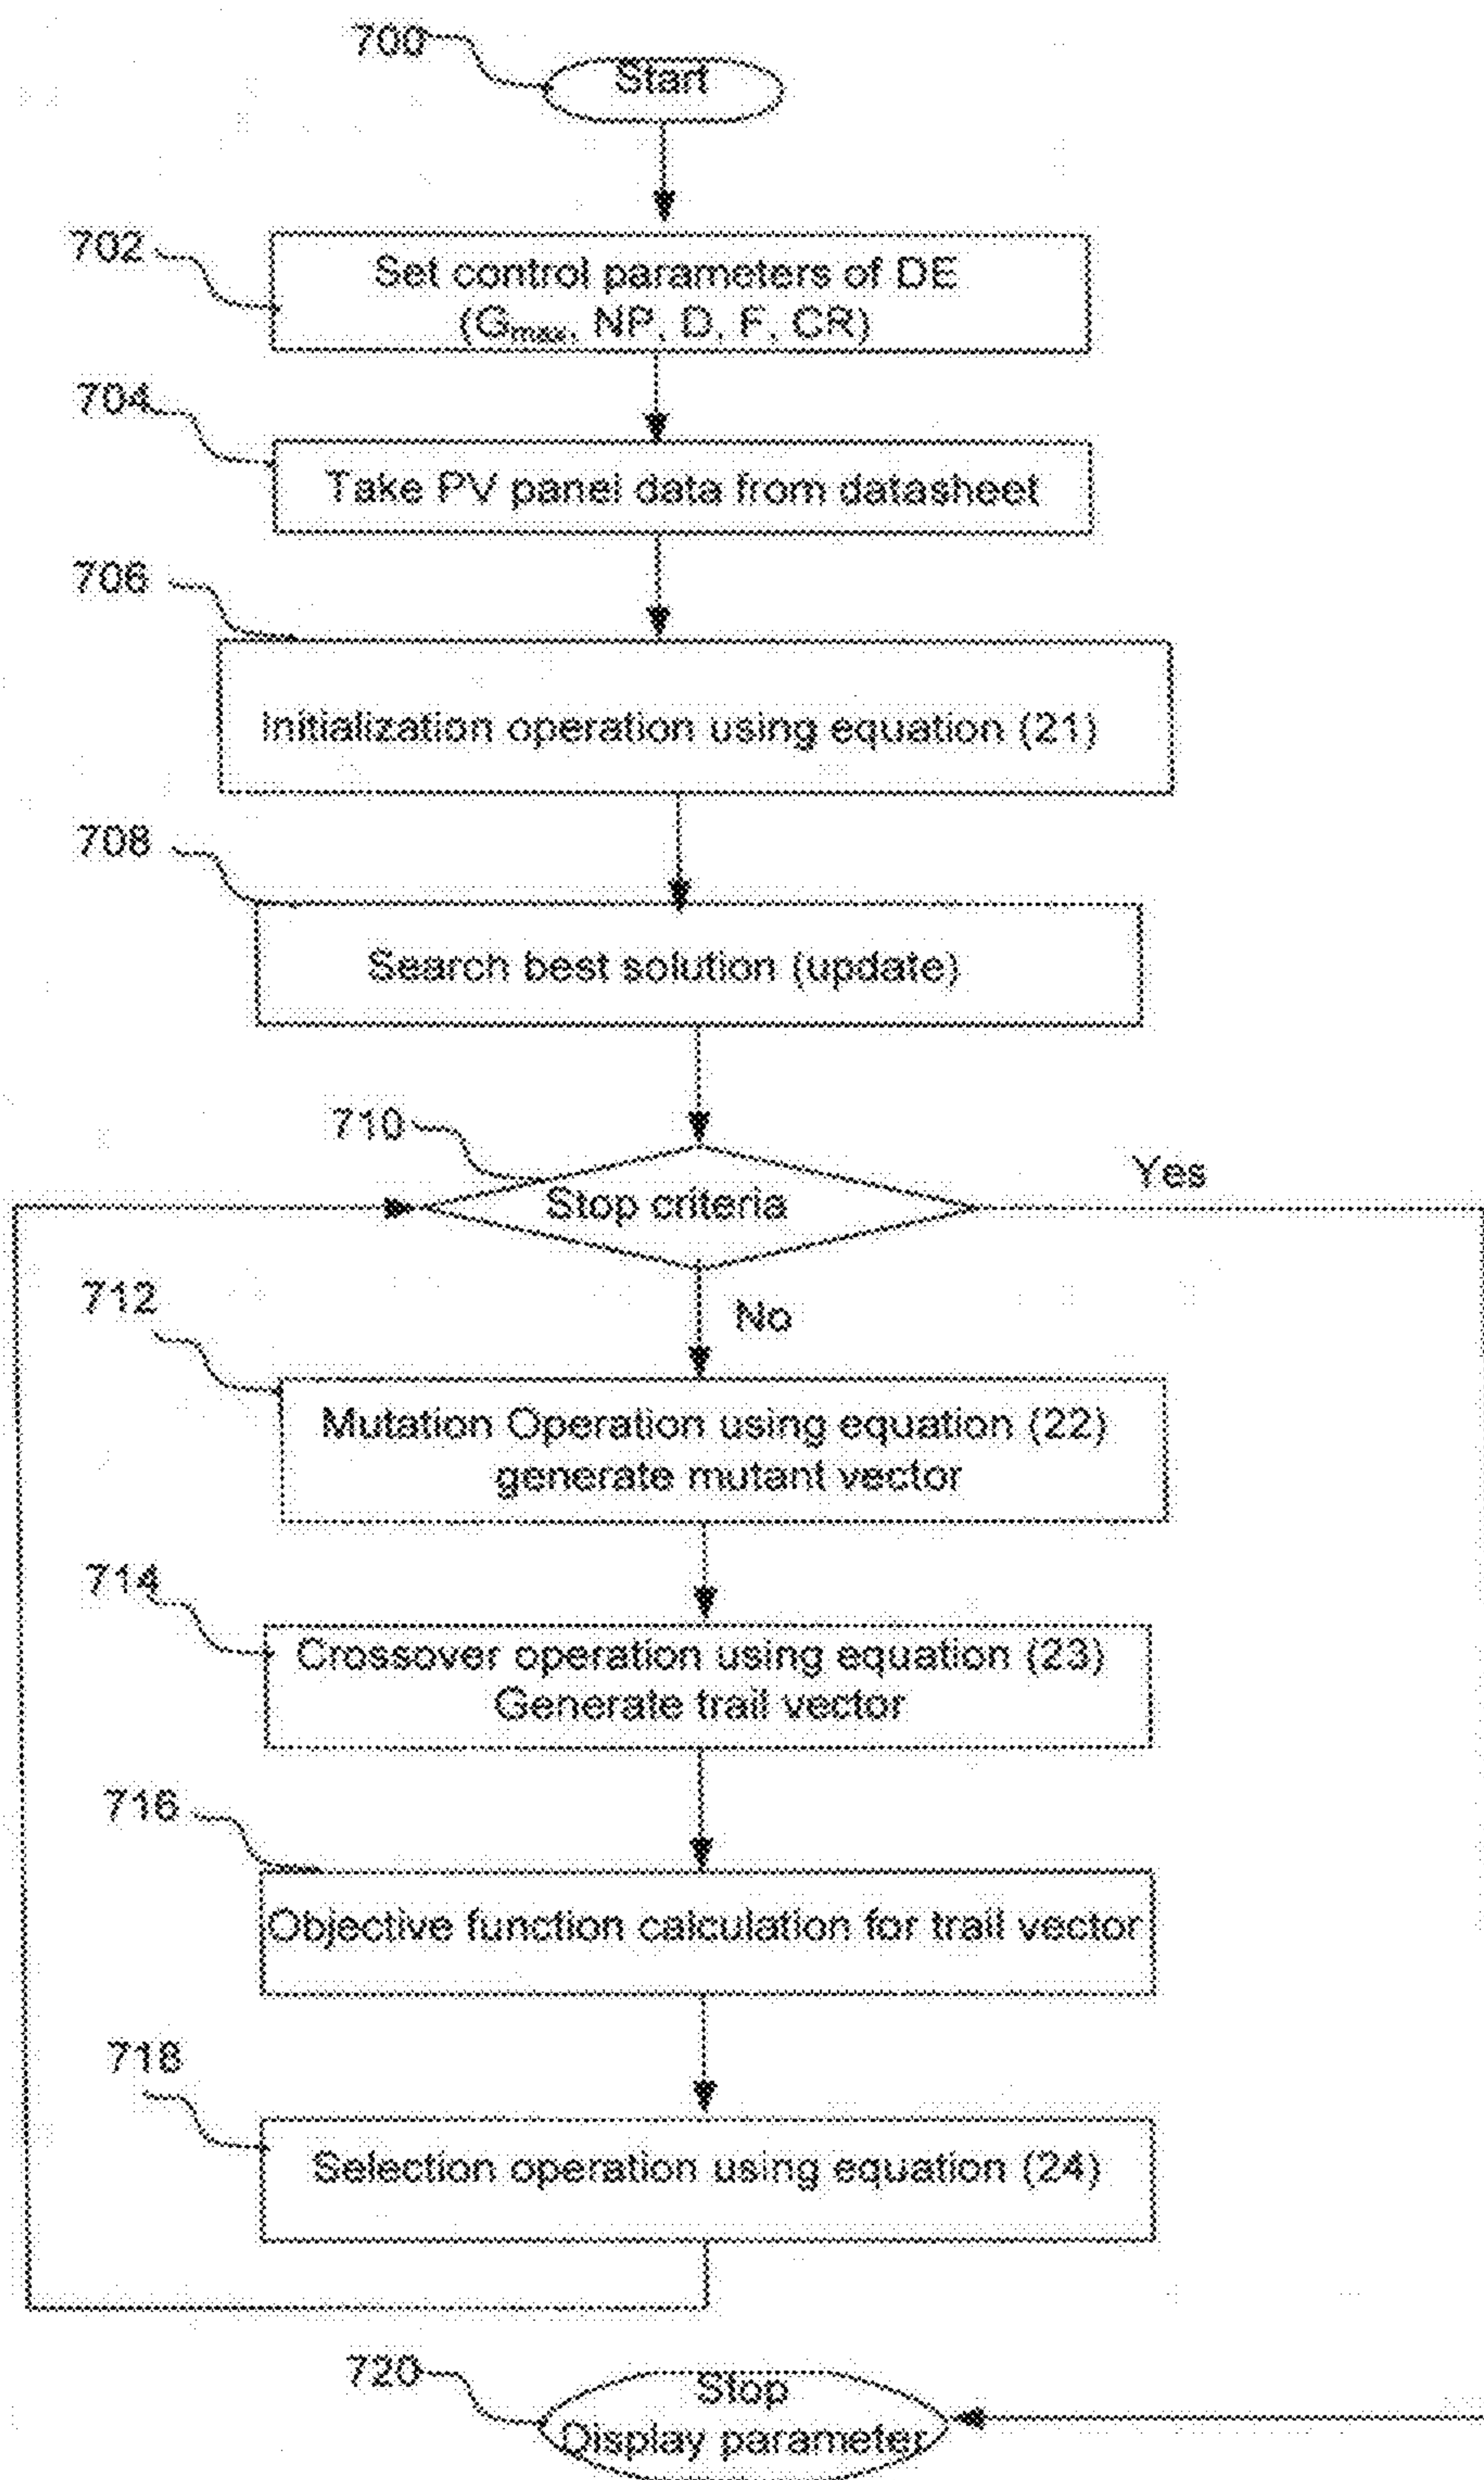 700
Start
702
Set control parameters of DE
(Gmax, NP, D, F, CR)
704
Take PV panel data from datasheet
706
Initialization operation using equation (21)
708
Search best solution (update)
710
Stop criteria
Yes
No
712
Mutation Operation using equation (22)
generate mutant vector
714
Crossover operation using equation (23)
Generate trail vector
716
Objective function calculation for trail vector
718
Selection operation using equation (24)
720
Stop
Display parameter